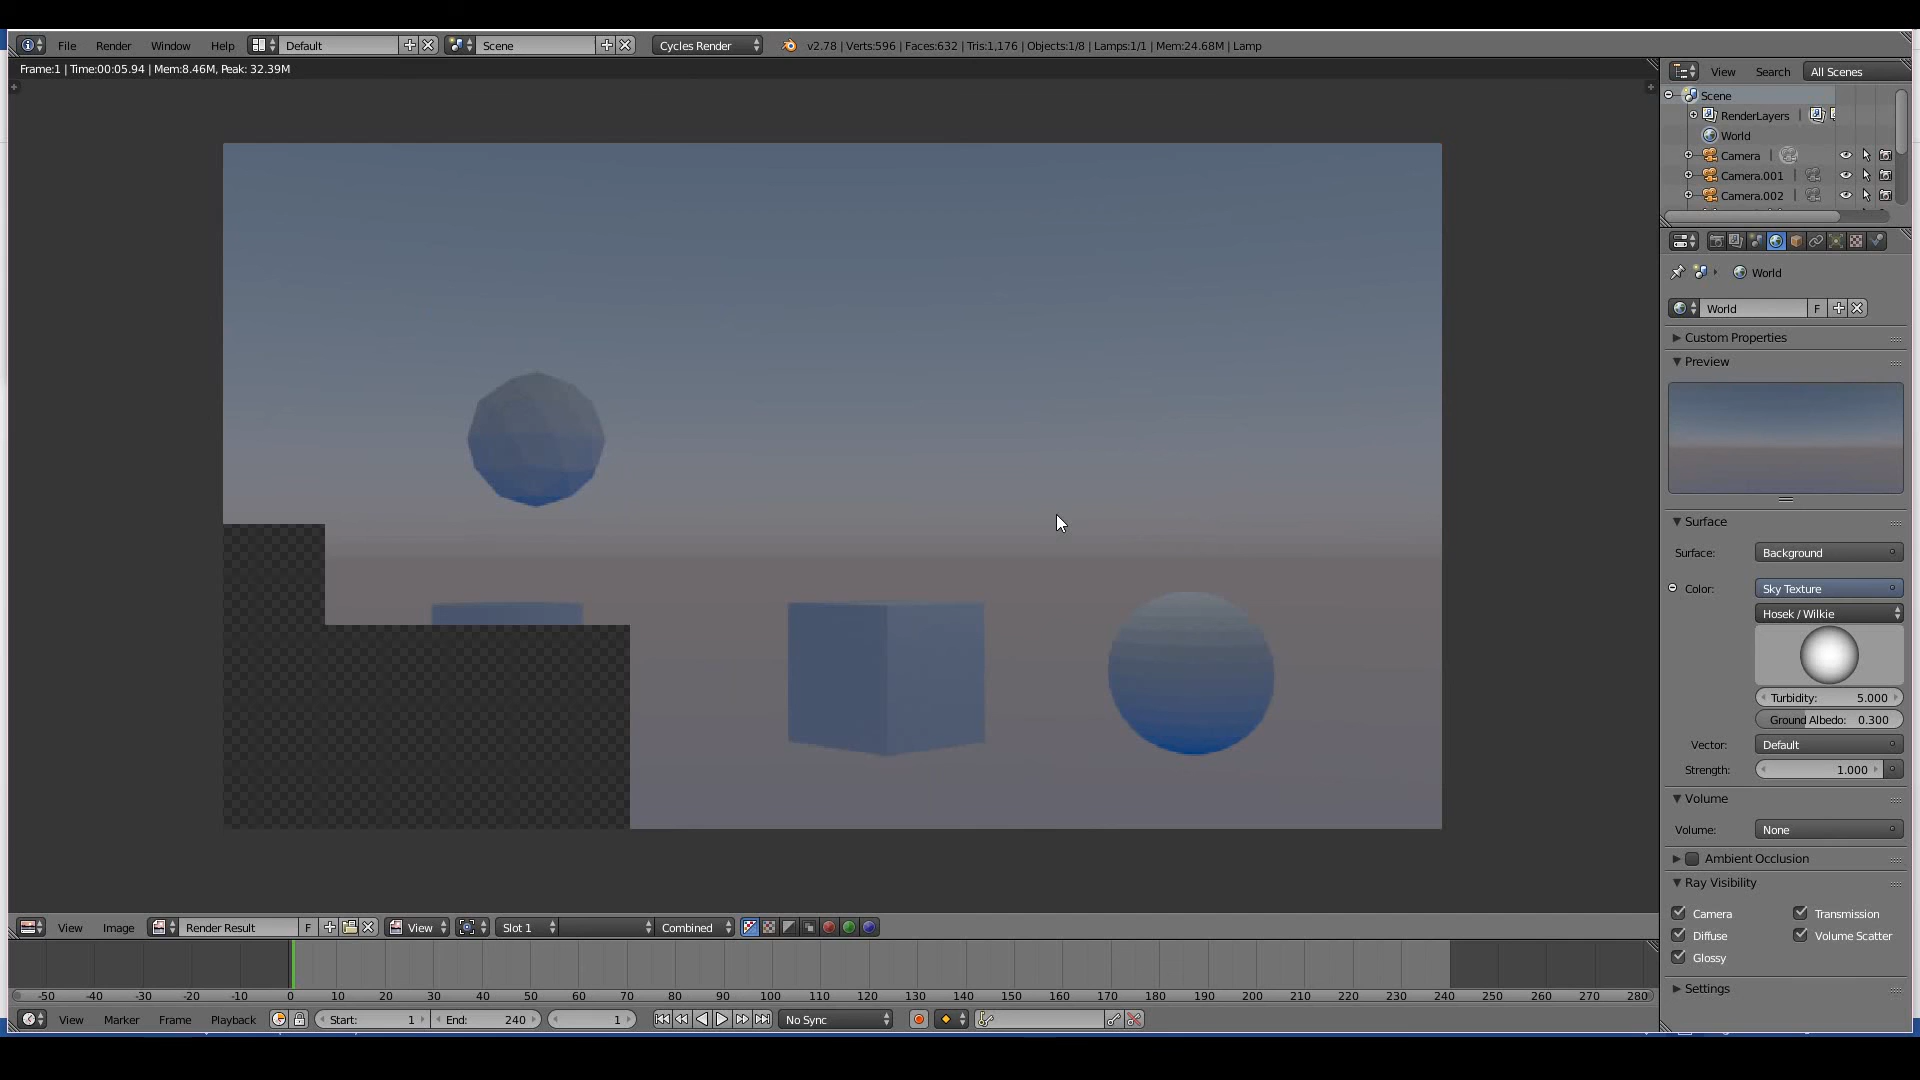 File Render Window Help Default Scene Cycles Render v2.78 | Verts:596 | Faces:632 | Tris:1,176 | Objects:1/8 | Lamps:1/1 | Mem:24.68M | Lamp
Frame:1 | Time:00:05.94 | Mem:8.46M, Peak: 32.39M
View Search All Scenes
Scene
RenderLayers
World
Camera
Camera.001
Camera.002
World
World F
Custom Properties
Preview
Surface
Surface: Background
Color: Sky Texture
Hosek / Wilkie
Turbidity: 5.000
Ground Albedo: 0.300
Vector: Default
Strength: 1.000
Volume
Volume: None
Ambient Occlusion
Ray Visibility
Camera Transmission
Diffuse Volume Scatter
Glossy
Settings
View Image Render Result F View Slot 1 Combined
-50 -40 -30 -20 -10 0 10 20 30 40 50 60 70 80 90 100 110 120 130 140 150 160 170 180 190 200 210 220 230 240 250 260 270 280
View Marker Frame Playback Start: 1 End: 240 1 No Sync